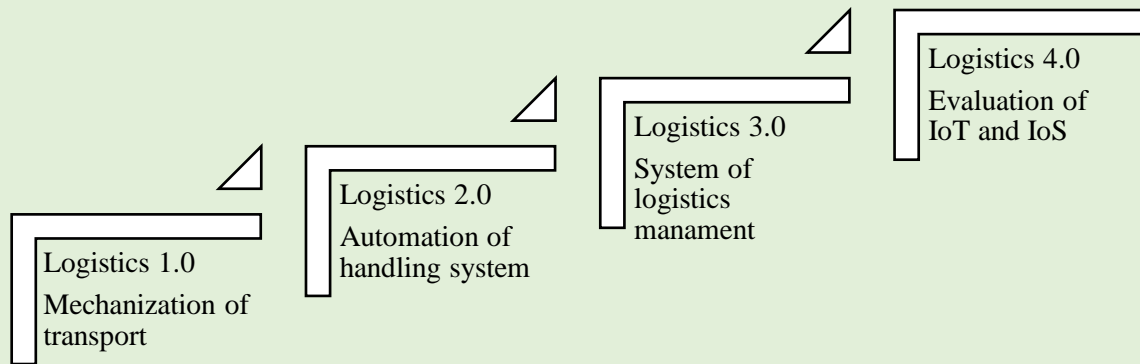 Logistics 1.0
Mechanization of
transport
Logistics 2.0
Automation of
handling system
Logistics 3.0
System of
logistics
manament
Logistics 4.0
Evaluation of
IoT and IoS